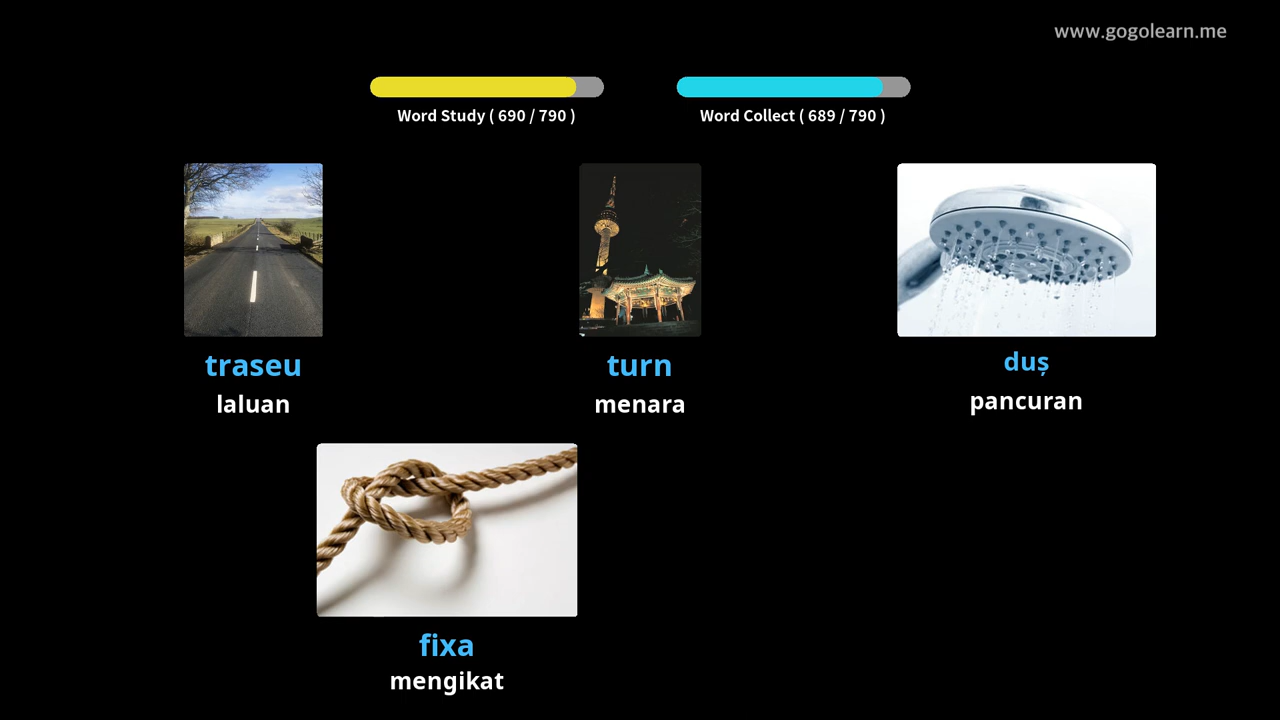 www.gogolearn.me
Word Study ( 690 / 790 )
Word Collect ( 689 / 790 )
traseu
laluan
turn
menara
duș
pancuran
fixa
mengikat